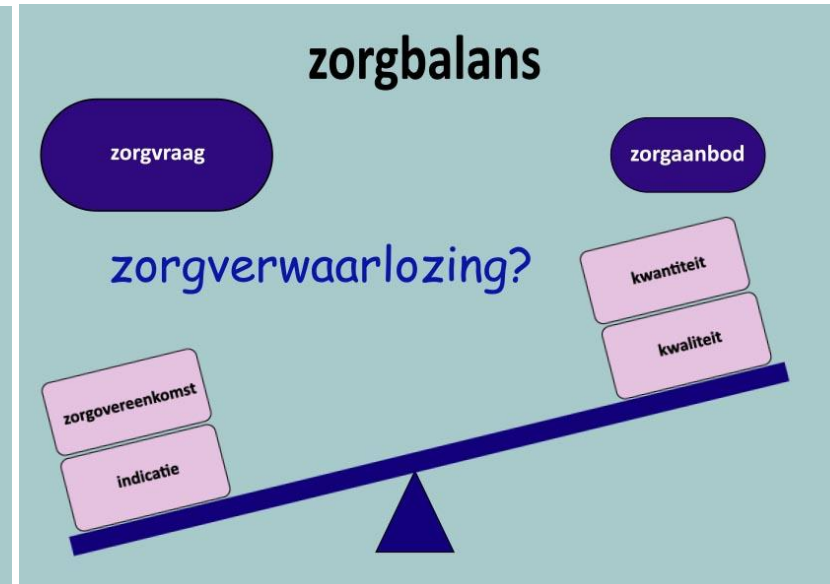 zorgbalans
zorgvraag
zorgaanbod
zorgverwaarlozing?
kwantiteit
kwaliteit
zorgovereenkomst
indicatie